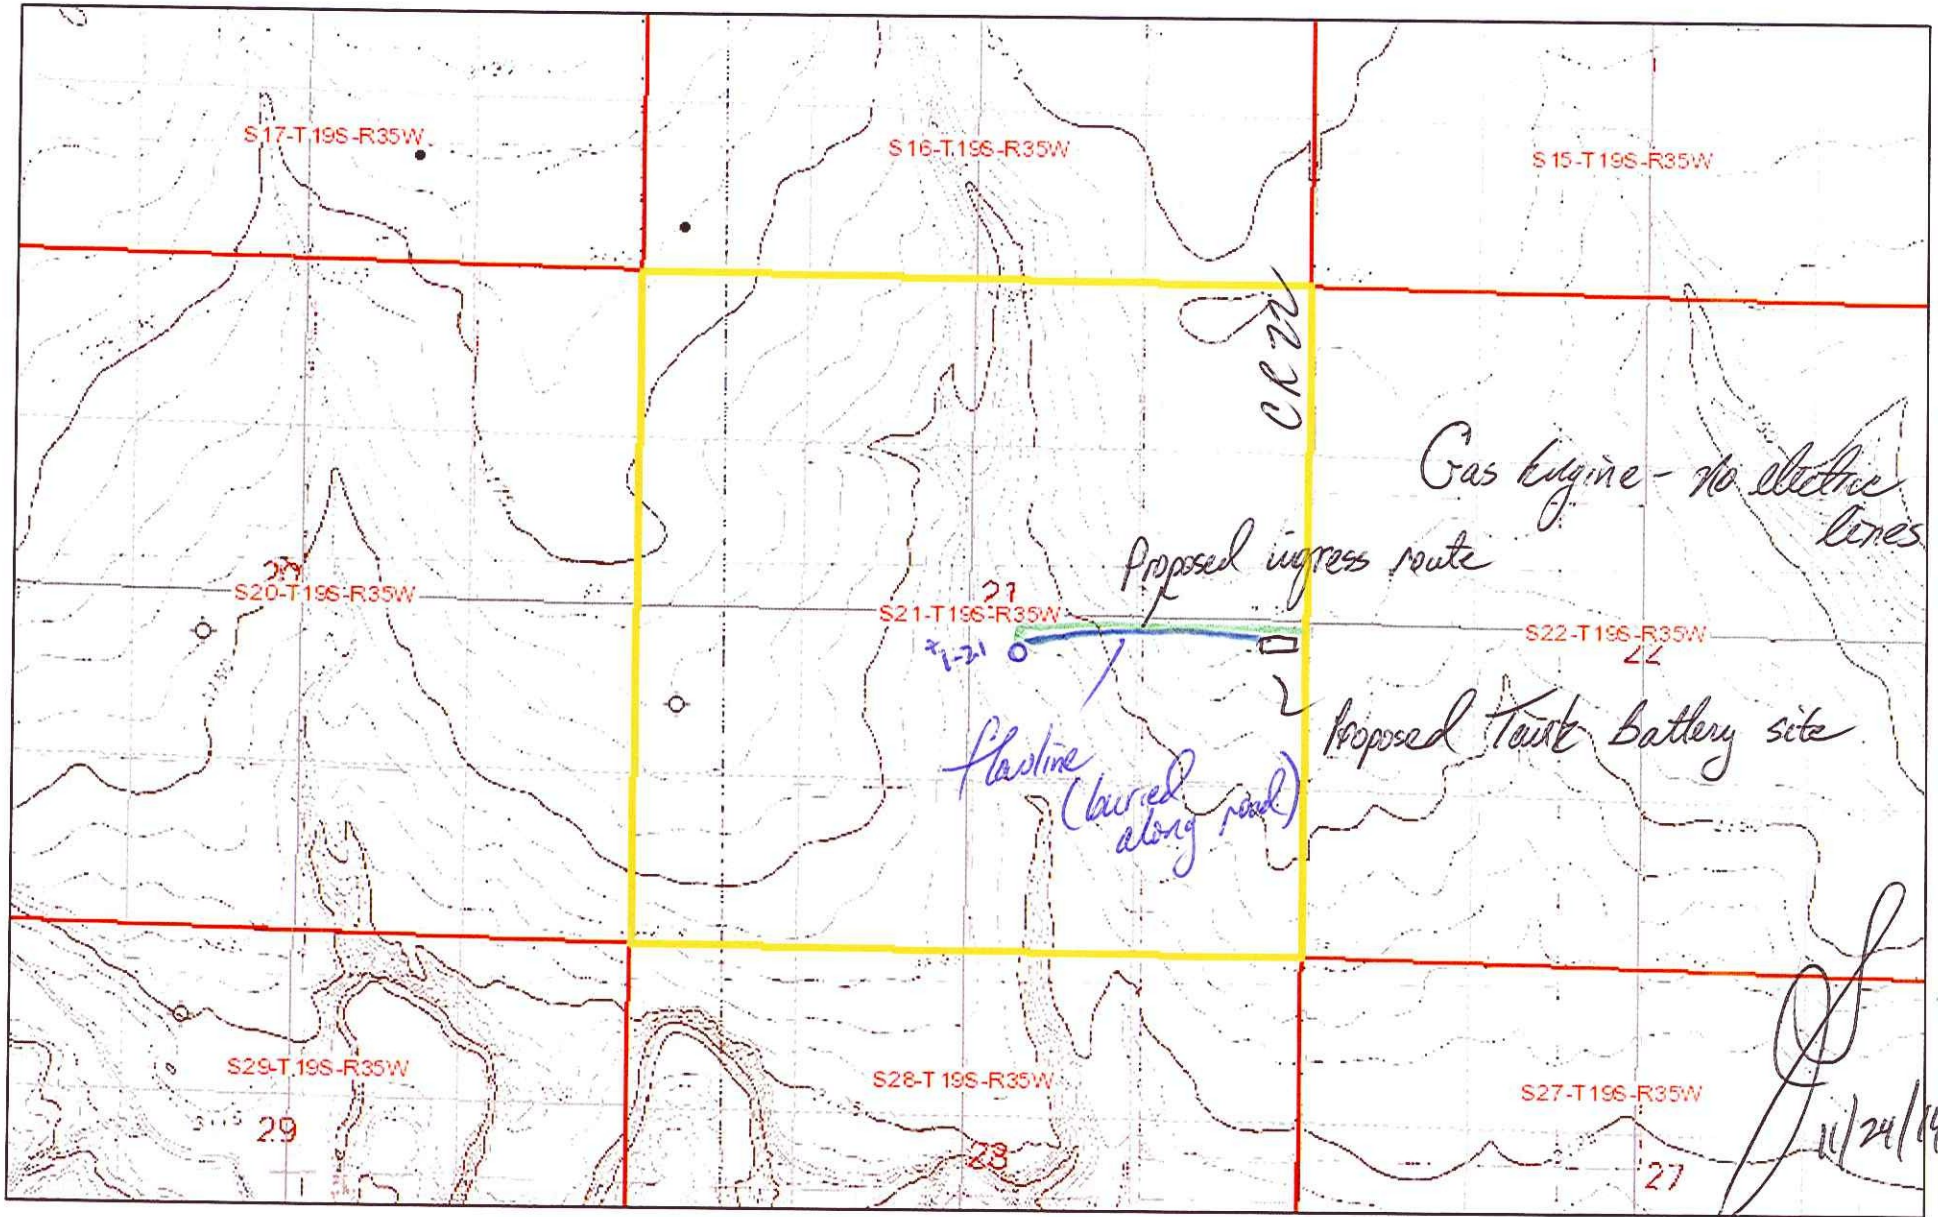 S17-T19S-R35W
S16-T19S-R35W
S15-T19S-R35W
CR 22
Gas Engine - No electric
lines
Proposed ingress route
S20-T19S-R35W
21
S21-T19S-R35W
S22-T19S-R35W
22
#1-21
Proposed Tank battery site
flowline
(buried
along road)
S29-T19S-R35W
S28-T19S-R35W
S27-T19S-R35W
29
28
27